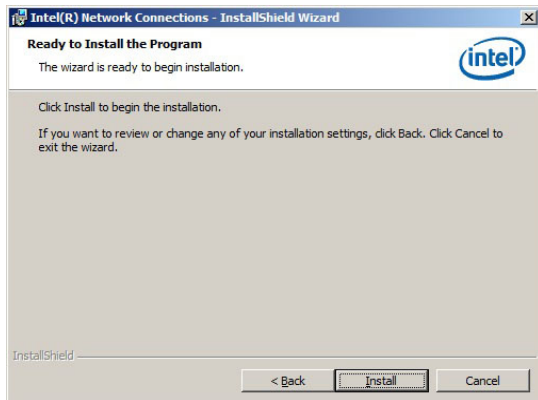 Intel(R) Network Connections - InstallShield Wizard
Ready to Install the Program
The wizard is ready to begin installation.
intel
Click Install to begin the installation.
If you want to review or change any of your installation settings, click Back. Click Cancel to
exit the wizard.
InstallShield
< Back
Install
Cancel